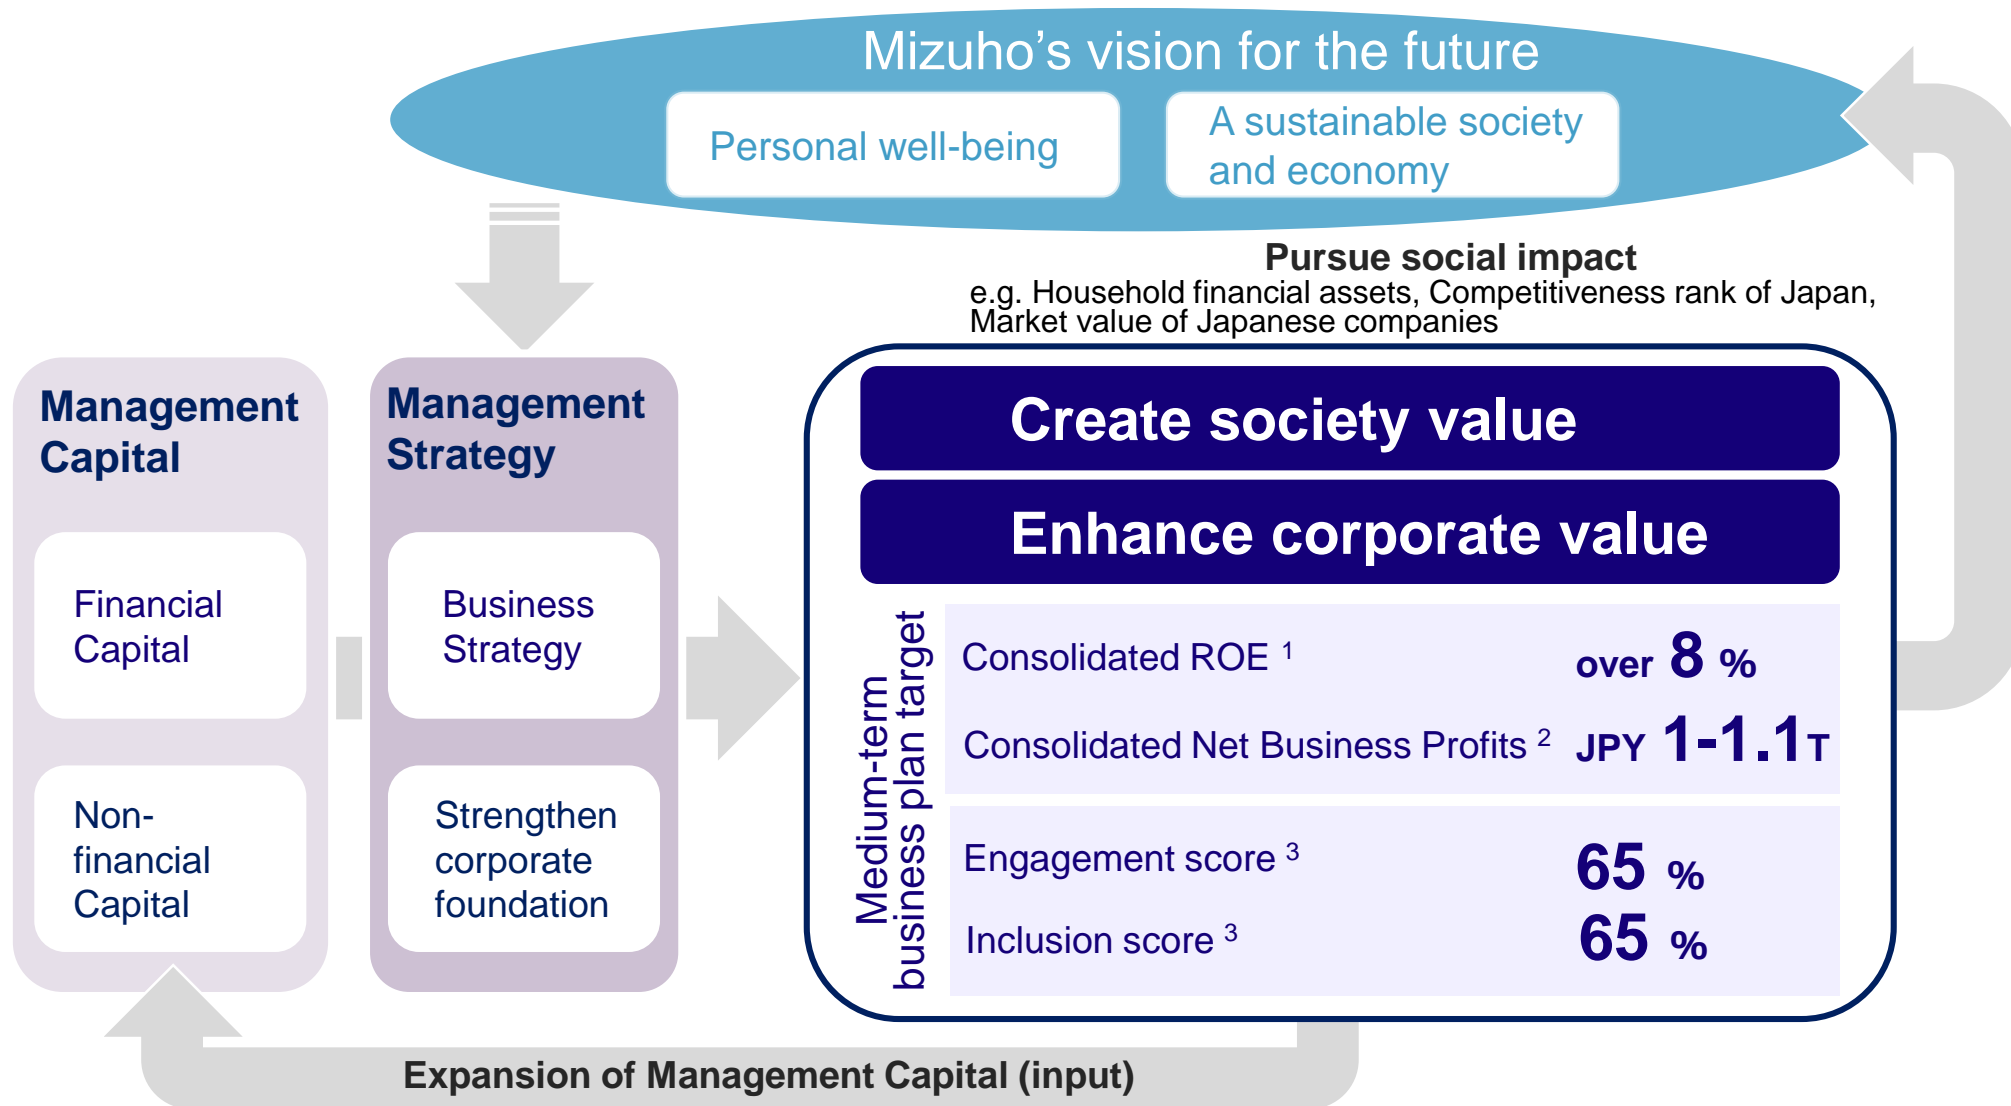 Mizuho's vision for the future
Personal well-being
A sustainable society
and economy
Pursue social impact
e.g. Household financial assets, Competitiveness rank of Japan,
Market value of Japanese companies
Management
Capital
Financial
Capital
Non-
financial
Capital
Management
Strategy
Business
Strategy
Strengthen
corporate
foundation
Create society value
Enhance corporate value
Medium-term
business plan target
Consolidated ROE 1 over 8 %
Consolidated Net Business Profits 2 JPY 1-1.1T
Engagement score 3 65 %
Inclusion score 3 65 %
Expansion of Management Capital (input)